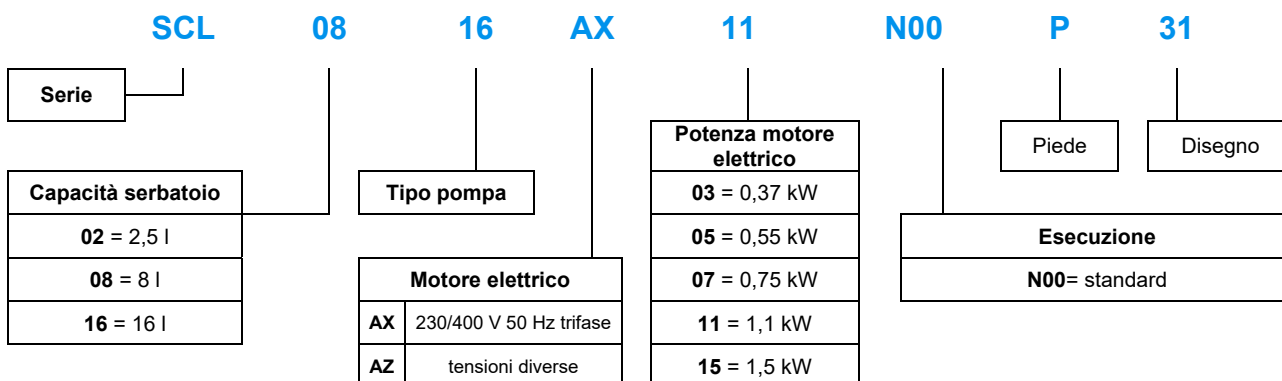 SCL 08 16 AX 11 N00 P 31
Serie
Capacità serbatoio
02 = 2,5 l
08 = 8 l
16 = 16 l
Tipo pompa
Motore elettrico
AX 230/400 V 50 Hz trifase
AZ tensioni diverse
Potenza motore
elettrico
03 = 0,37 kW
05 = 0,55 kW
07 = 0,75 kW
11 = 1,1 kW
15 = 1,5 kW
Piede
Disegno
Esecuzione
N00= standard